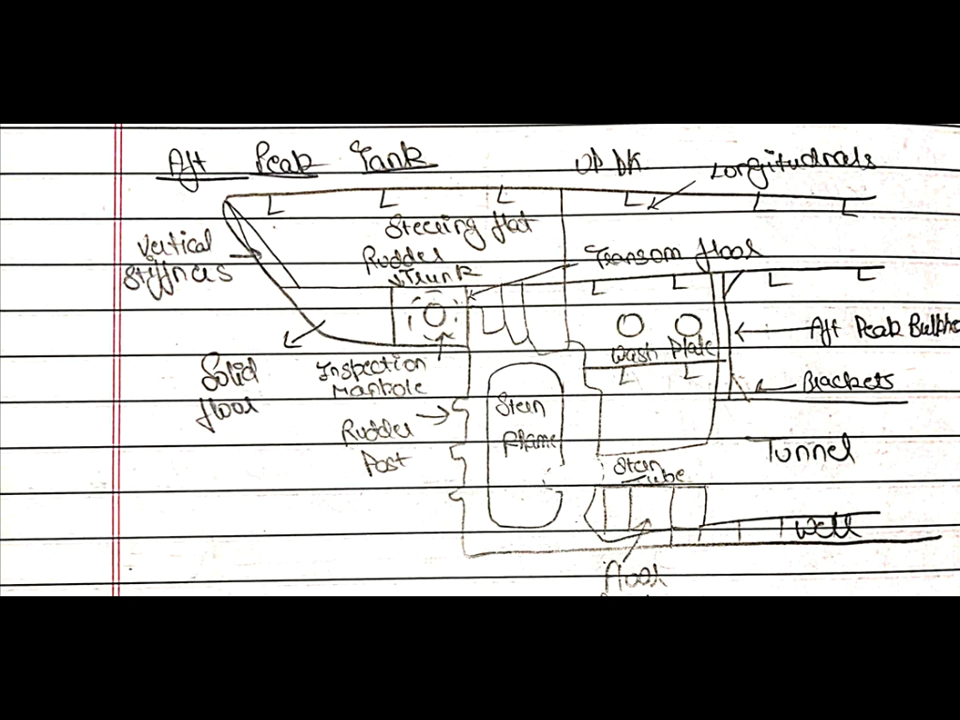 Aft Peak Tank
UP DK
Longitudinals
Steering flat
Vertical
Stiffners
Rudder
Trunk
Transom floor
Aft Peak Bulkhe
Wash Plate
Solid
floor
Inspection
Manhole
Brackets
Rudder
Post
Stern
Frame
Tunnel
Stern
Tube
Well
floor